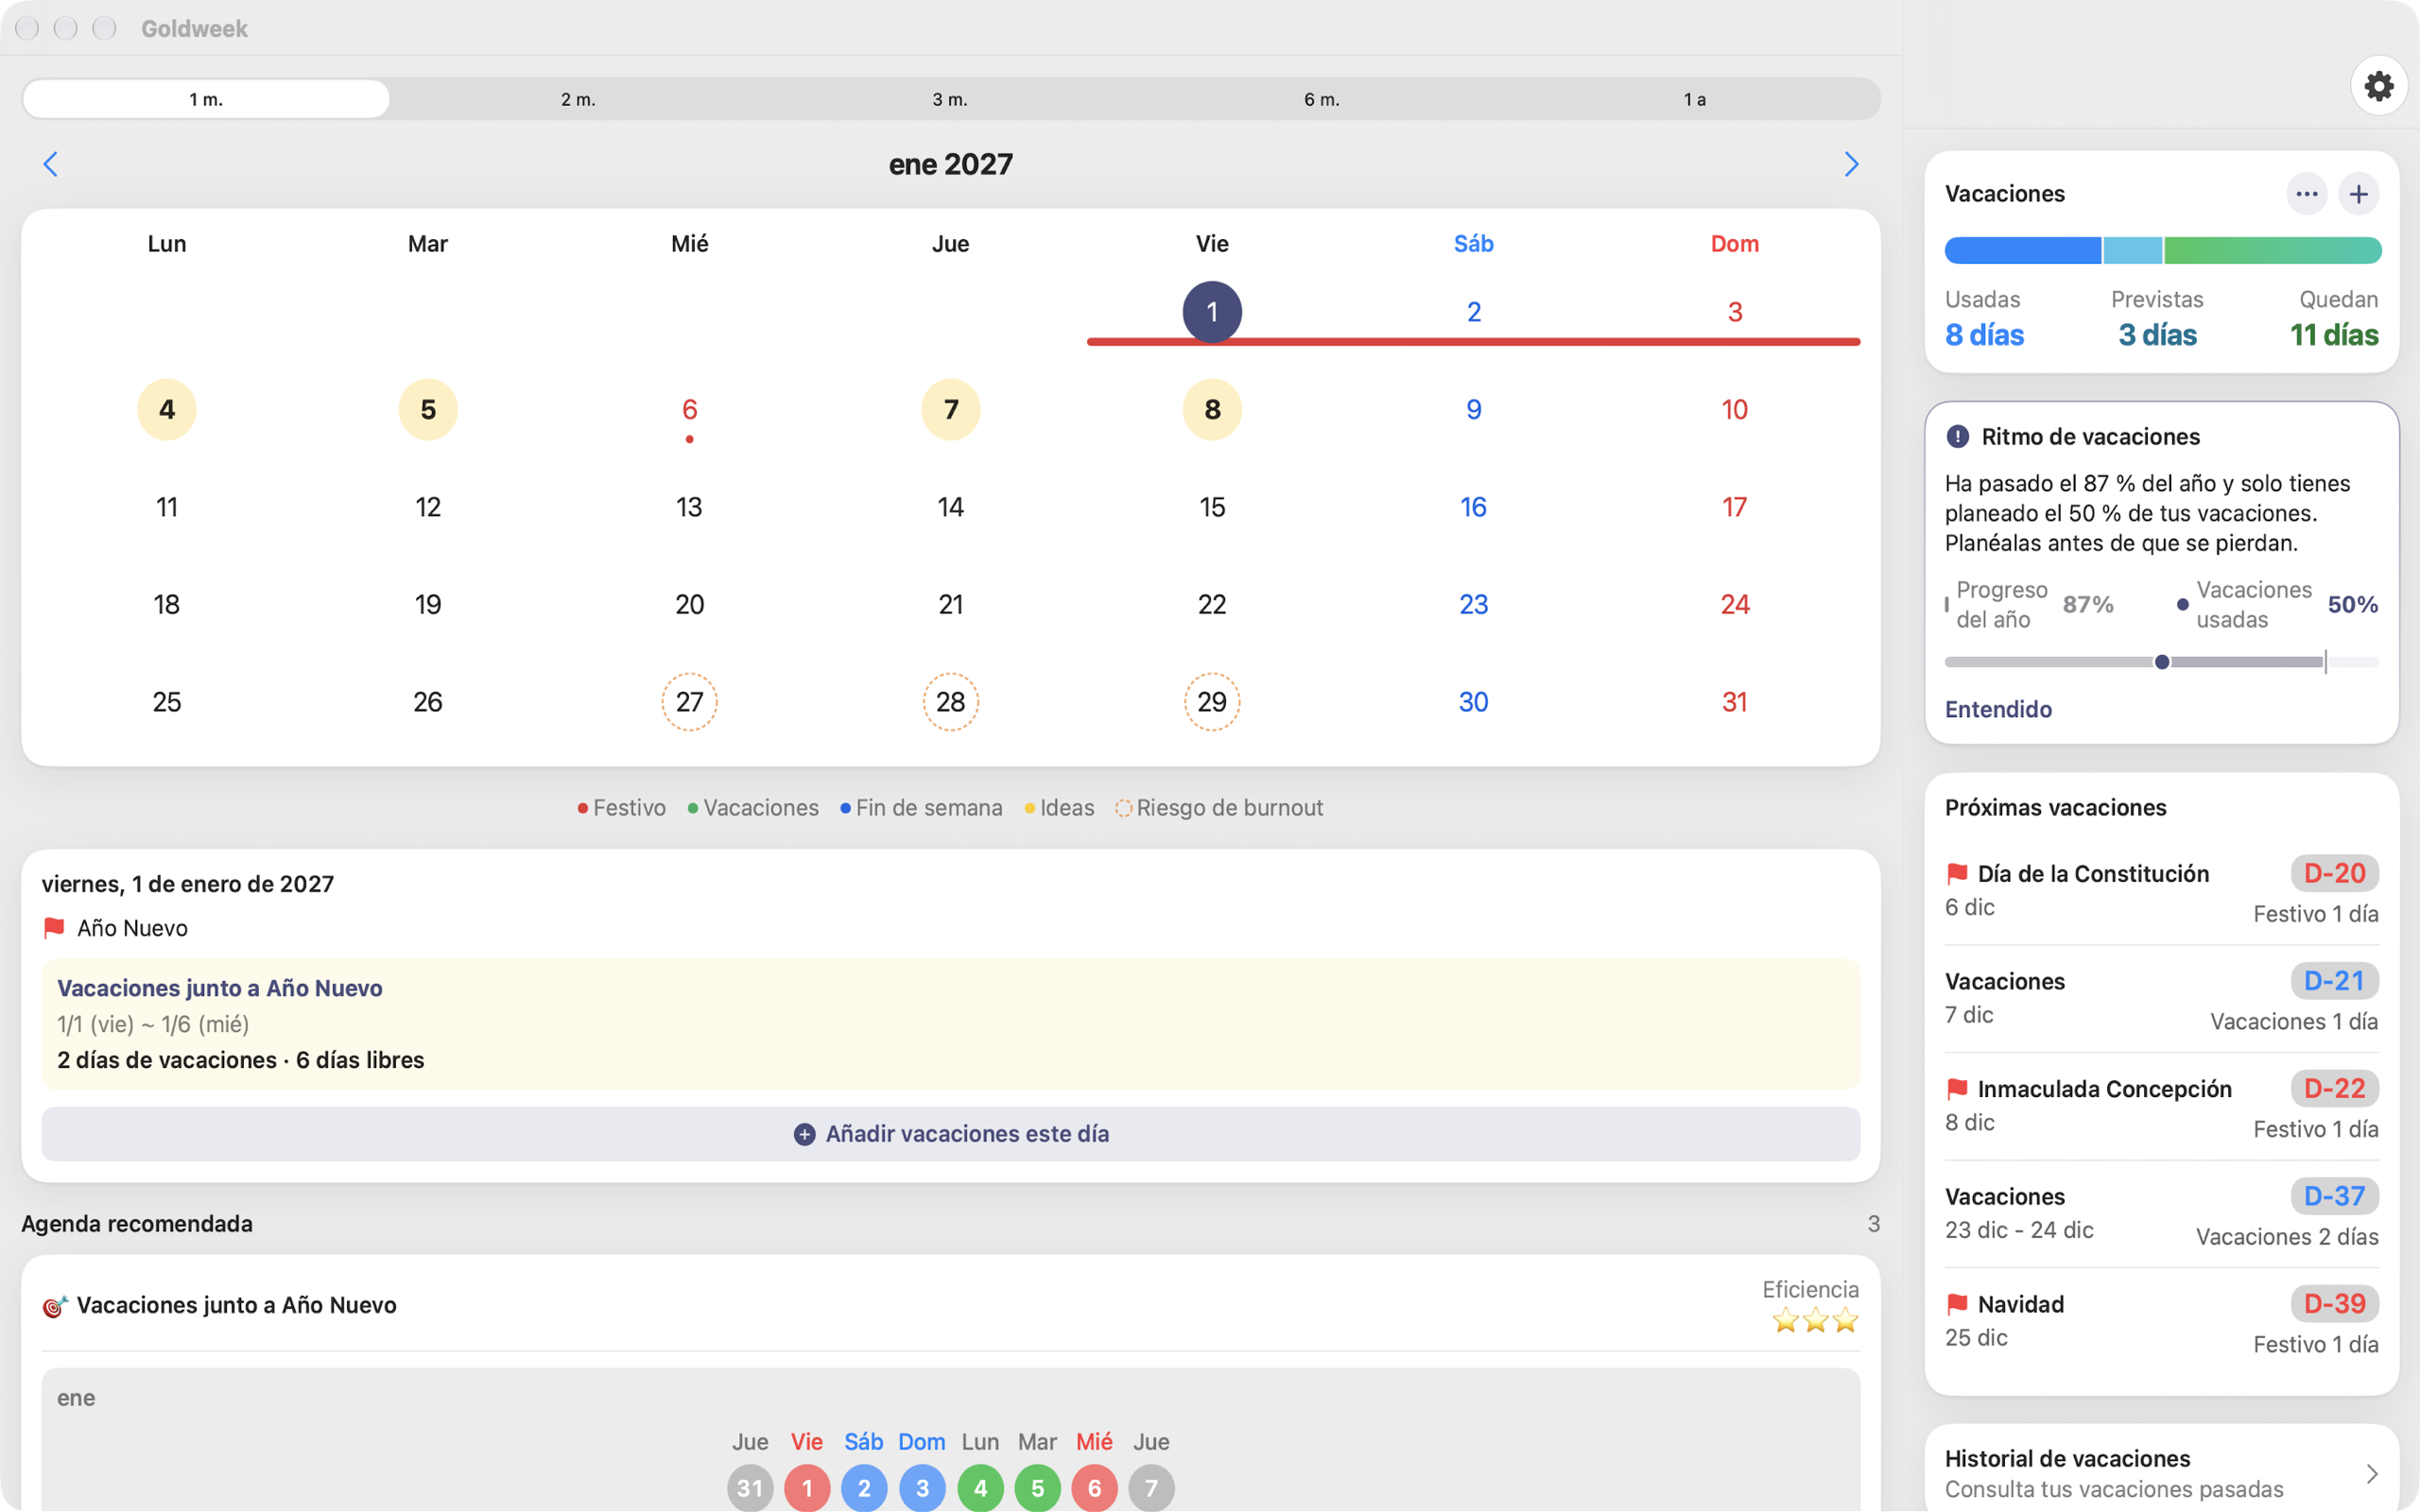 Goldweek
1 m.
2 m.
3 m.
6 m.
1 a
ene 2027
Lun Mar Mié Jue Vie Sáb Dom
1 2 3
4 5 6 7 8 9 10
11 12 13 14 15 16 17
18 19 20 21 22 23 24
25 26 27 28 29 30 31
Festivo Vacaciones Fin de semana Ideas Riesgo de burnout
viernes, 1 de enero de 2027
Año Nuevo
Vacaciones junto a Año Nuevo
1/1 (vie) ~ 1/6 (mié)
2 días de vacaciones · 6 días libres
Añadir vacaciones este día
Agenda recomendada 3
Vacaciones junto a Año Nuevo
Eficiencia
ene
Jue Vie Sáb Dom Lun Mar Mié Jue
31 1 2 3 4 5 6 7
Vacaciones
Usadas Previstas Quedan
8 días 3 días 11 días
Ritmo de vacaciones
Ha pasado el 87 % del año y solo tienes
planeado el 50 % de tus vacaciones.
Planéalas antes de que se pierdan.
Progreso
del año
87%
Vacaciones
usadas
50%
Entendido
Próximas vacaciones
Día de la Constitución D-20
6 dic Festivo 1 día
Vacaciones D-21
7 dic Vacaciones 1 día
Inmaculada Concepción D-22
8 dic Festivo 1 día
Vacaciones D-37
23 dic - 24 dic Vacaciones 2 días
Navidad D-39
25 dic Festivo 1 día
Historial de vacaciones
Consulta tus vacaciones pasadas